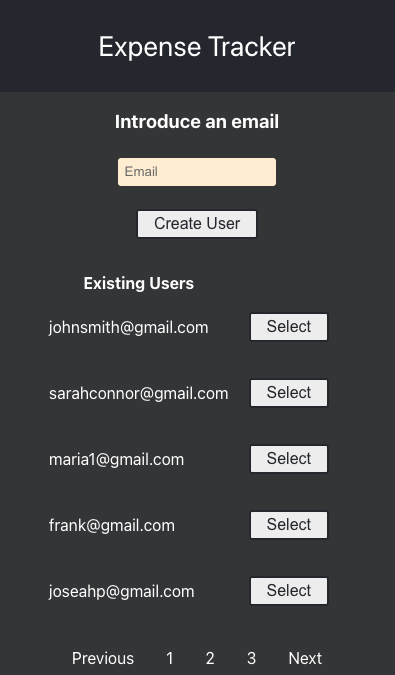 Expense Tracker
Introduce an email
Email
Create User
Existing Users
johnsmith@gmail.com Select
sarahconnor@gmail.com Select
maria1@gmail.com Select
frank@gmail.com Select
joseahp@gmail.com Select
Previous 1 2 3 Next